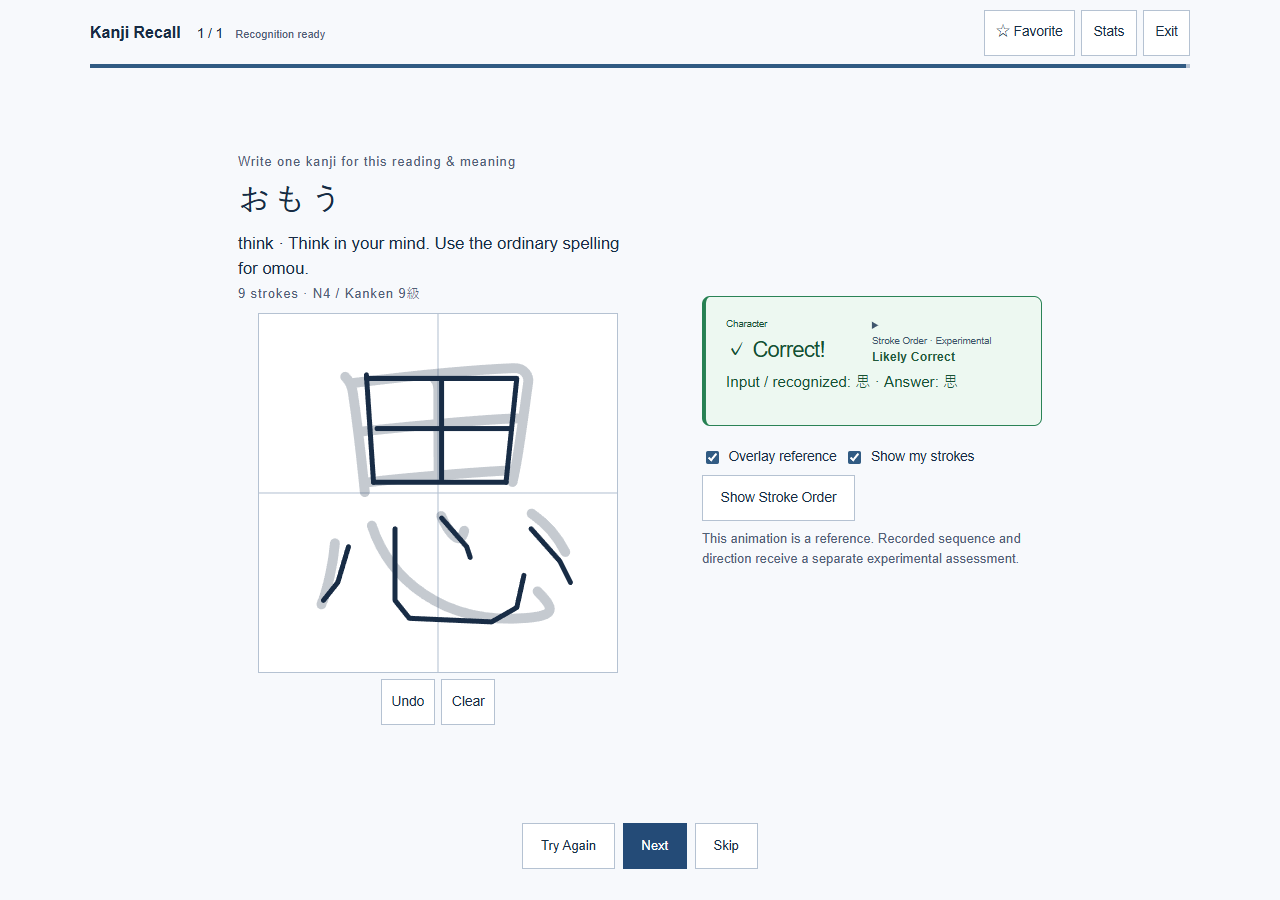 Kanji Recall 1 / 1 Recognition ready
☆ Favorite Stats Exit
Write one kanji for this reading & meaning
おもう
think · Think in your mind. Use the ordinary spelling
for omou.
9 strokes · N4 / Kanken 9級
思
Undo Clear
Character
✓ Correct!
▶
Stroke Order · Experimental
Likely Correct
Input / recognized: 思 · Answer: 思
Overlay reference Show my strokes
Show Stroke Order
This animation is a reference. Recorded sequence and
direction receive a separate experimental assessment.
Try Again Next Skip